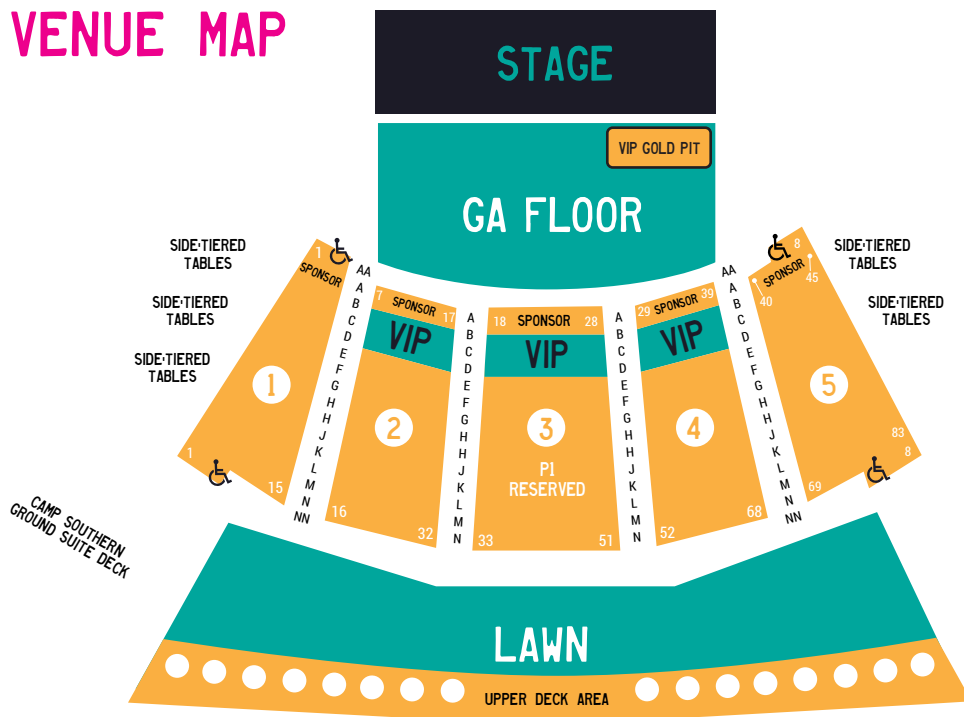 VENUE MAP
STAGE
VIP GOLD PIT
GA FLOOR
SIDE·TIERED
TABLES
SIDE·TIERED
TABLES
SIDE·TIERED
TABLES
1
SPONSOR
1
1
15
AA
A
B
C
D
E
F
G
H
H
J
K
L
M
N
NN
7
SPONSOR
17
VIP
2
16
32
A
B
C
D
E
F
G
H
H
J
K
L
M
N
18
SPONSOR
28
VIP
3
P1
RESERVED
33
51
A
B
C
D
E
F
G
H
H
J
K
L
M
N
29
SPONSOR
39
VIP
4
52
68
AA
A
B
C
D
E
F
G
H
H
J
K
L
M
N
NN
8
SPONSOR
45
40
5
83
8
69
SIDE·TIERED
TABLES
SIDE·TIERED
TABLES
CAMP SOUTHERN
GROUND SUITE DECK
LAWN
UPPER DECK AREA